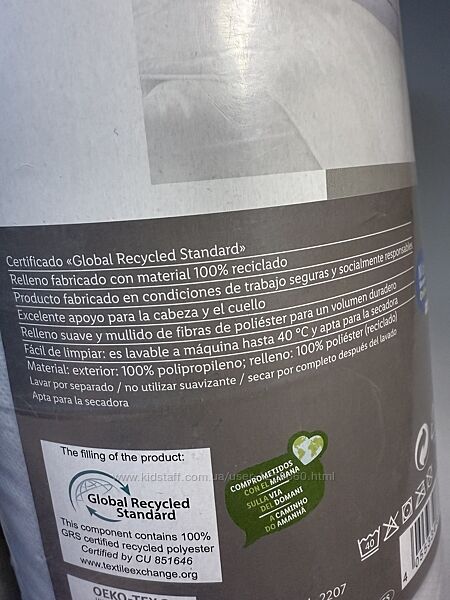 Certificado «Global Recycled Standard»
Relleno fabricado con material 100% reciclado
Producto fabricado en condiciones de trabajo seguras y socialmente responsables
Excelente apoyo para la cabeza y el cuello
Relleno suave y mullido de fibras de poliéster para un volumen duradero
Fácil de limpiar: es lavable a máquina hasta 40 °C y apta para la secadora
Material: exterior: 100% polipropileno; relleno: 100% poliéster (reciclado)
Lavar por separado / no utilizar suavizante / secar por completo después del lavado
Apta para la secadora
The filling of the product:
Global Recycled
Standard
This component contains 100%
GRS certified recycled polyester
Certified by CU 851646
www.textileexchange.org
COMPROMETIDOS
CON EL MAÑANA
SULLA VIA
DEL DOMANI
A CAMINHO
DO AMANHÃ
40
OEKO-TEX
2207